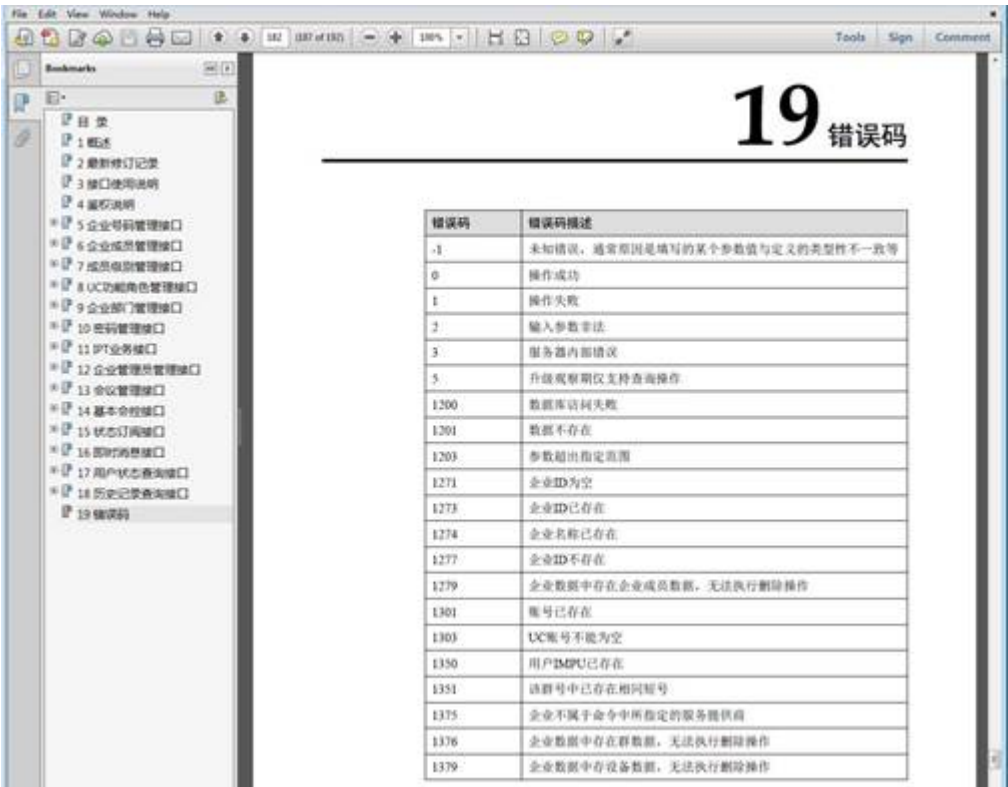 File Edit View Window Help
182 (187 of 192) 100% Tools Sign Comment
Bookmarks
目 录
1 概述
2 最新修订记录
3 接口使用说明
4 鉴权说明
5 企业号码管理接口
6 企业成员管理接口
7 成员级别管理接口
8 UC功能角色管理接口
9 企业部门管理接口
10 密码管理接口
11 IPT业务接口
12 企业管理员管理接口
13 会议管理接口
14 基本会控接口
15 状态订阅接口
16 即时消息接口
17 用户状态查询接口
18 历史记录查询接口
19 错误码
19 错误码
错误码 错误码描述
-1 未知错误，通常原因是填写的某个参数值与定义的类型性不一致等
0 操作成功
1 操作失败
2 输入参数非法
3 服务器内部错误
5 升级观察期仅支持查询操作
1200 数据库访问失败
1201 数据不存在
1203 参数超出指定范围
1271 企业ID为空
1273 企业ID已存在
1274 企业名称已存在
1277 企业ID不存在
1279 企业数据中存在企业成员数据，无法执行删除操作
1301 账号已存在
1303 UC账号不能为空
1350 用户IMPU已存在
1351 该群号中已存在相同短号
1375 企业不属于命令中所指定的服务提供商
1376 企业数据中存在群数据，无法执行删除操作
1379 企业数据中存设备数据，无法执行删除操作